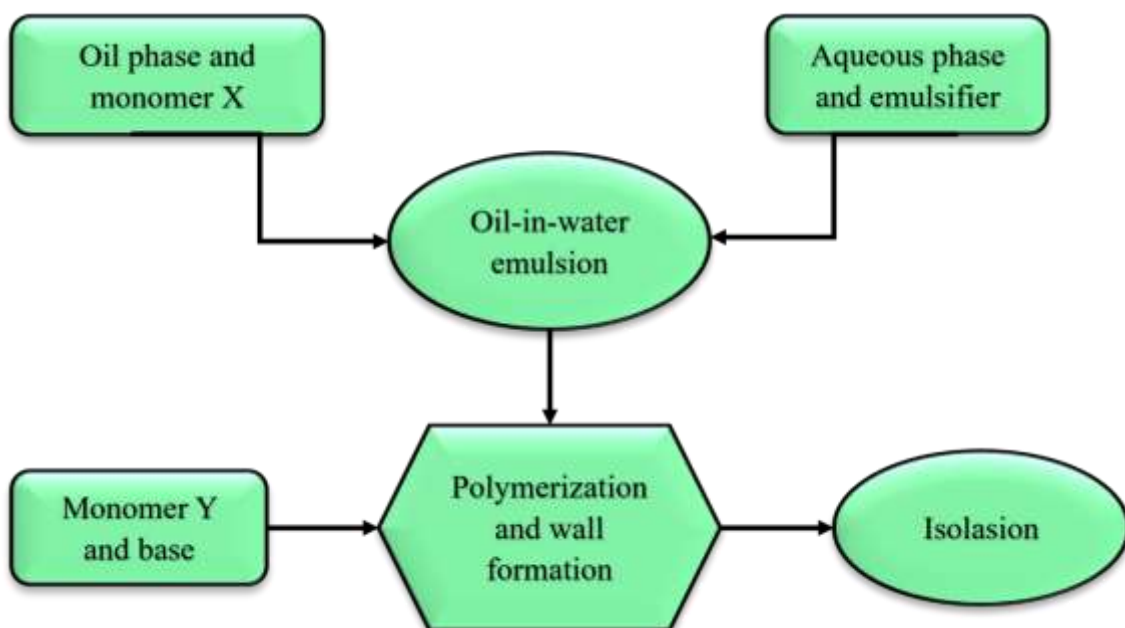 Oil phase and
monomer X
Aqueous phase
and emulsifier
Oil-in-water
emulsion
Monomer Y
and base
Polymerization
and wall
formation
Isolasion